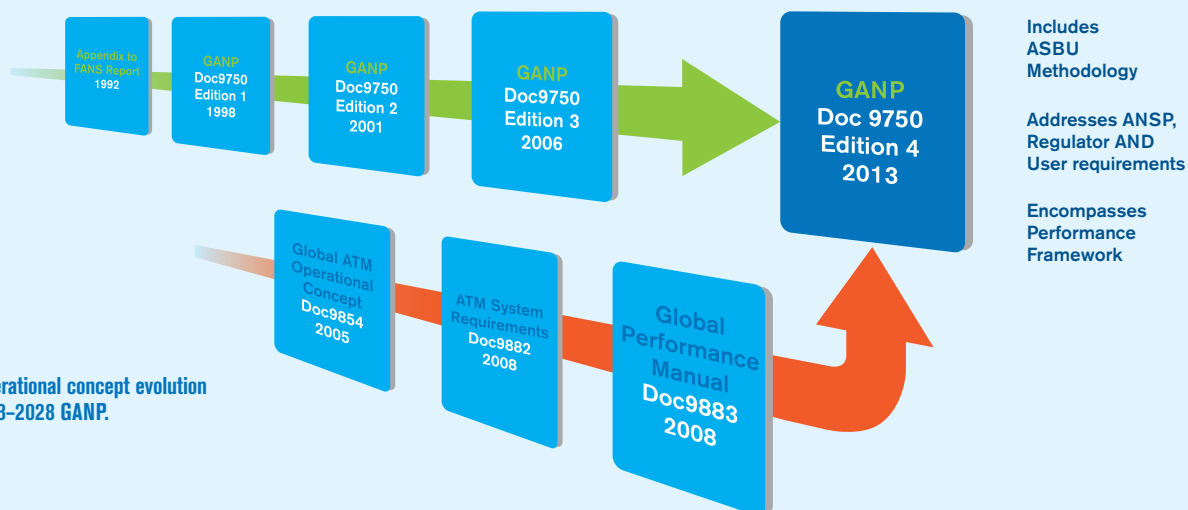 Appendix to
FANS Report
1992
GANP
Doc9750
Edition 1
1998
GANP
Doc9750
Edition 2
2001
GANP
Doc9750
Edition 3
2006
GANP
Doc 9750
Edition 4
2013
Includes
ASBU
Methodology
Addresses ANSP,
Regulator AND
User requirements
Encompasses
Performance
Framework
Global ATM
Operational
Concept
Doc9854
2005
ATM System
Requirements
Doc9882
2008
Global
Performance
Manual
Doc9883
2008
erational concept evolution
–2028 GANP.